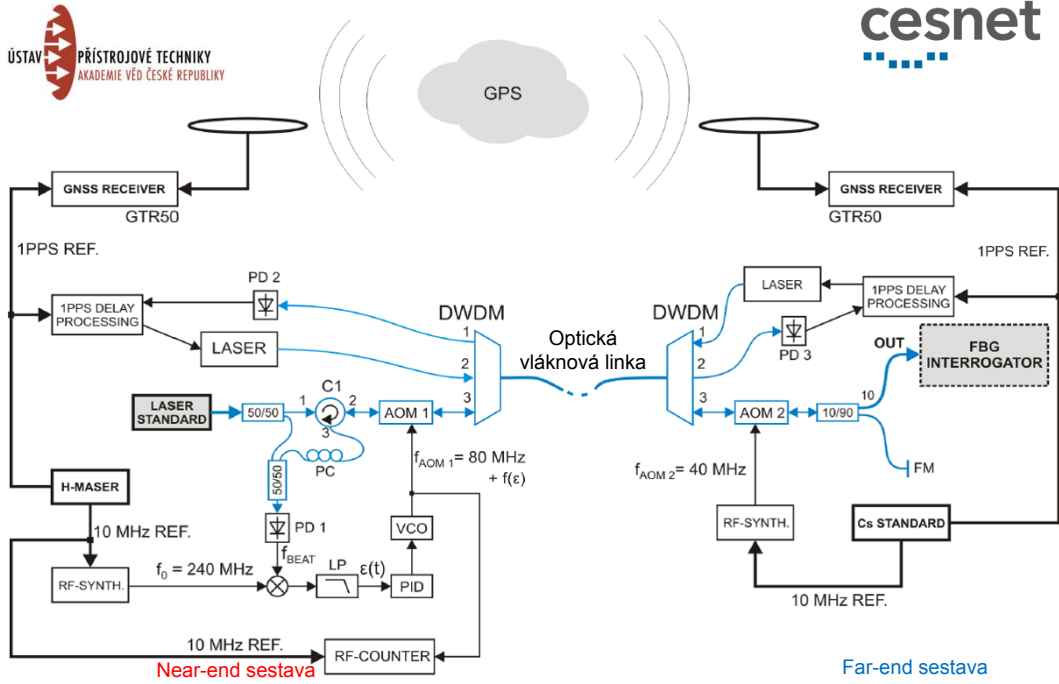 ÚSTAV PŘÍSTROJOVÉ TECHNIKY
AKADEMIE VĚD ČESKÉ REPUBLIKY
cesnet
GPS
GNSS RECEIVER
GTR50
GNSS RECEIVER
GTR50
1PPS REF.
1PPS REF.
1PPS DELAY
PROCESSING
PD 2
LASER
DWDM
1
2
3
Optická
vláknová linka
DWDM
1
2
3
LASER
1PPS DELAY
PROCESSING
PD 3
OUT
FBG
INTERROGATOR
LASER
STANDARD
50/50
1
C1
2
3
AOM 1
PC
50/50
AOM 2
10/90
10
FM
fAOM 1= 80 MHz
+ f(ε)
fAOM 2= 40 MHz
H-MASER
10 MHz REF.
PD 1
fBEAT
VCO
RF-SYNTH.
Cs STANDARD
RF-SYNTH.
f0 = 240 MHz
LP
ε(t)
PID
10 MHz REF.
10 MHz REF.
RF-COUNTER
Near-end sestava
Far-end sestava